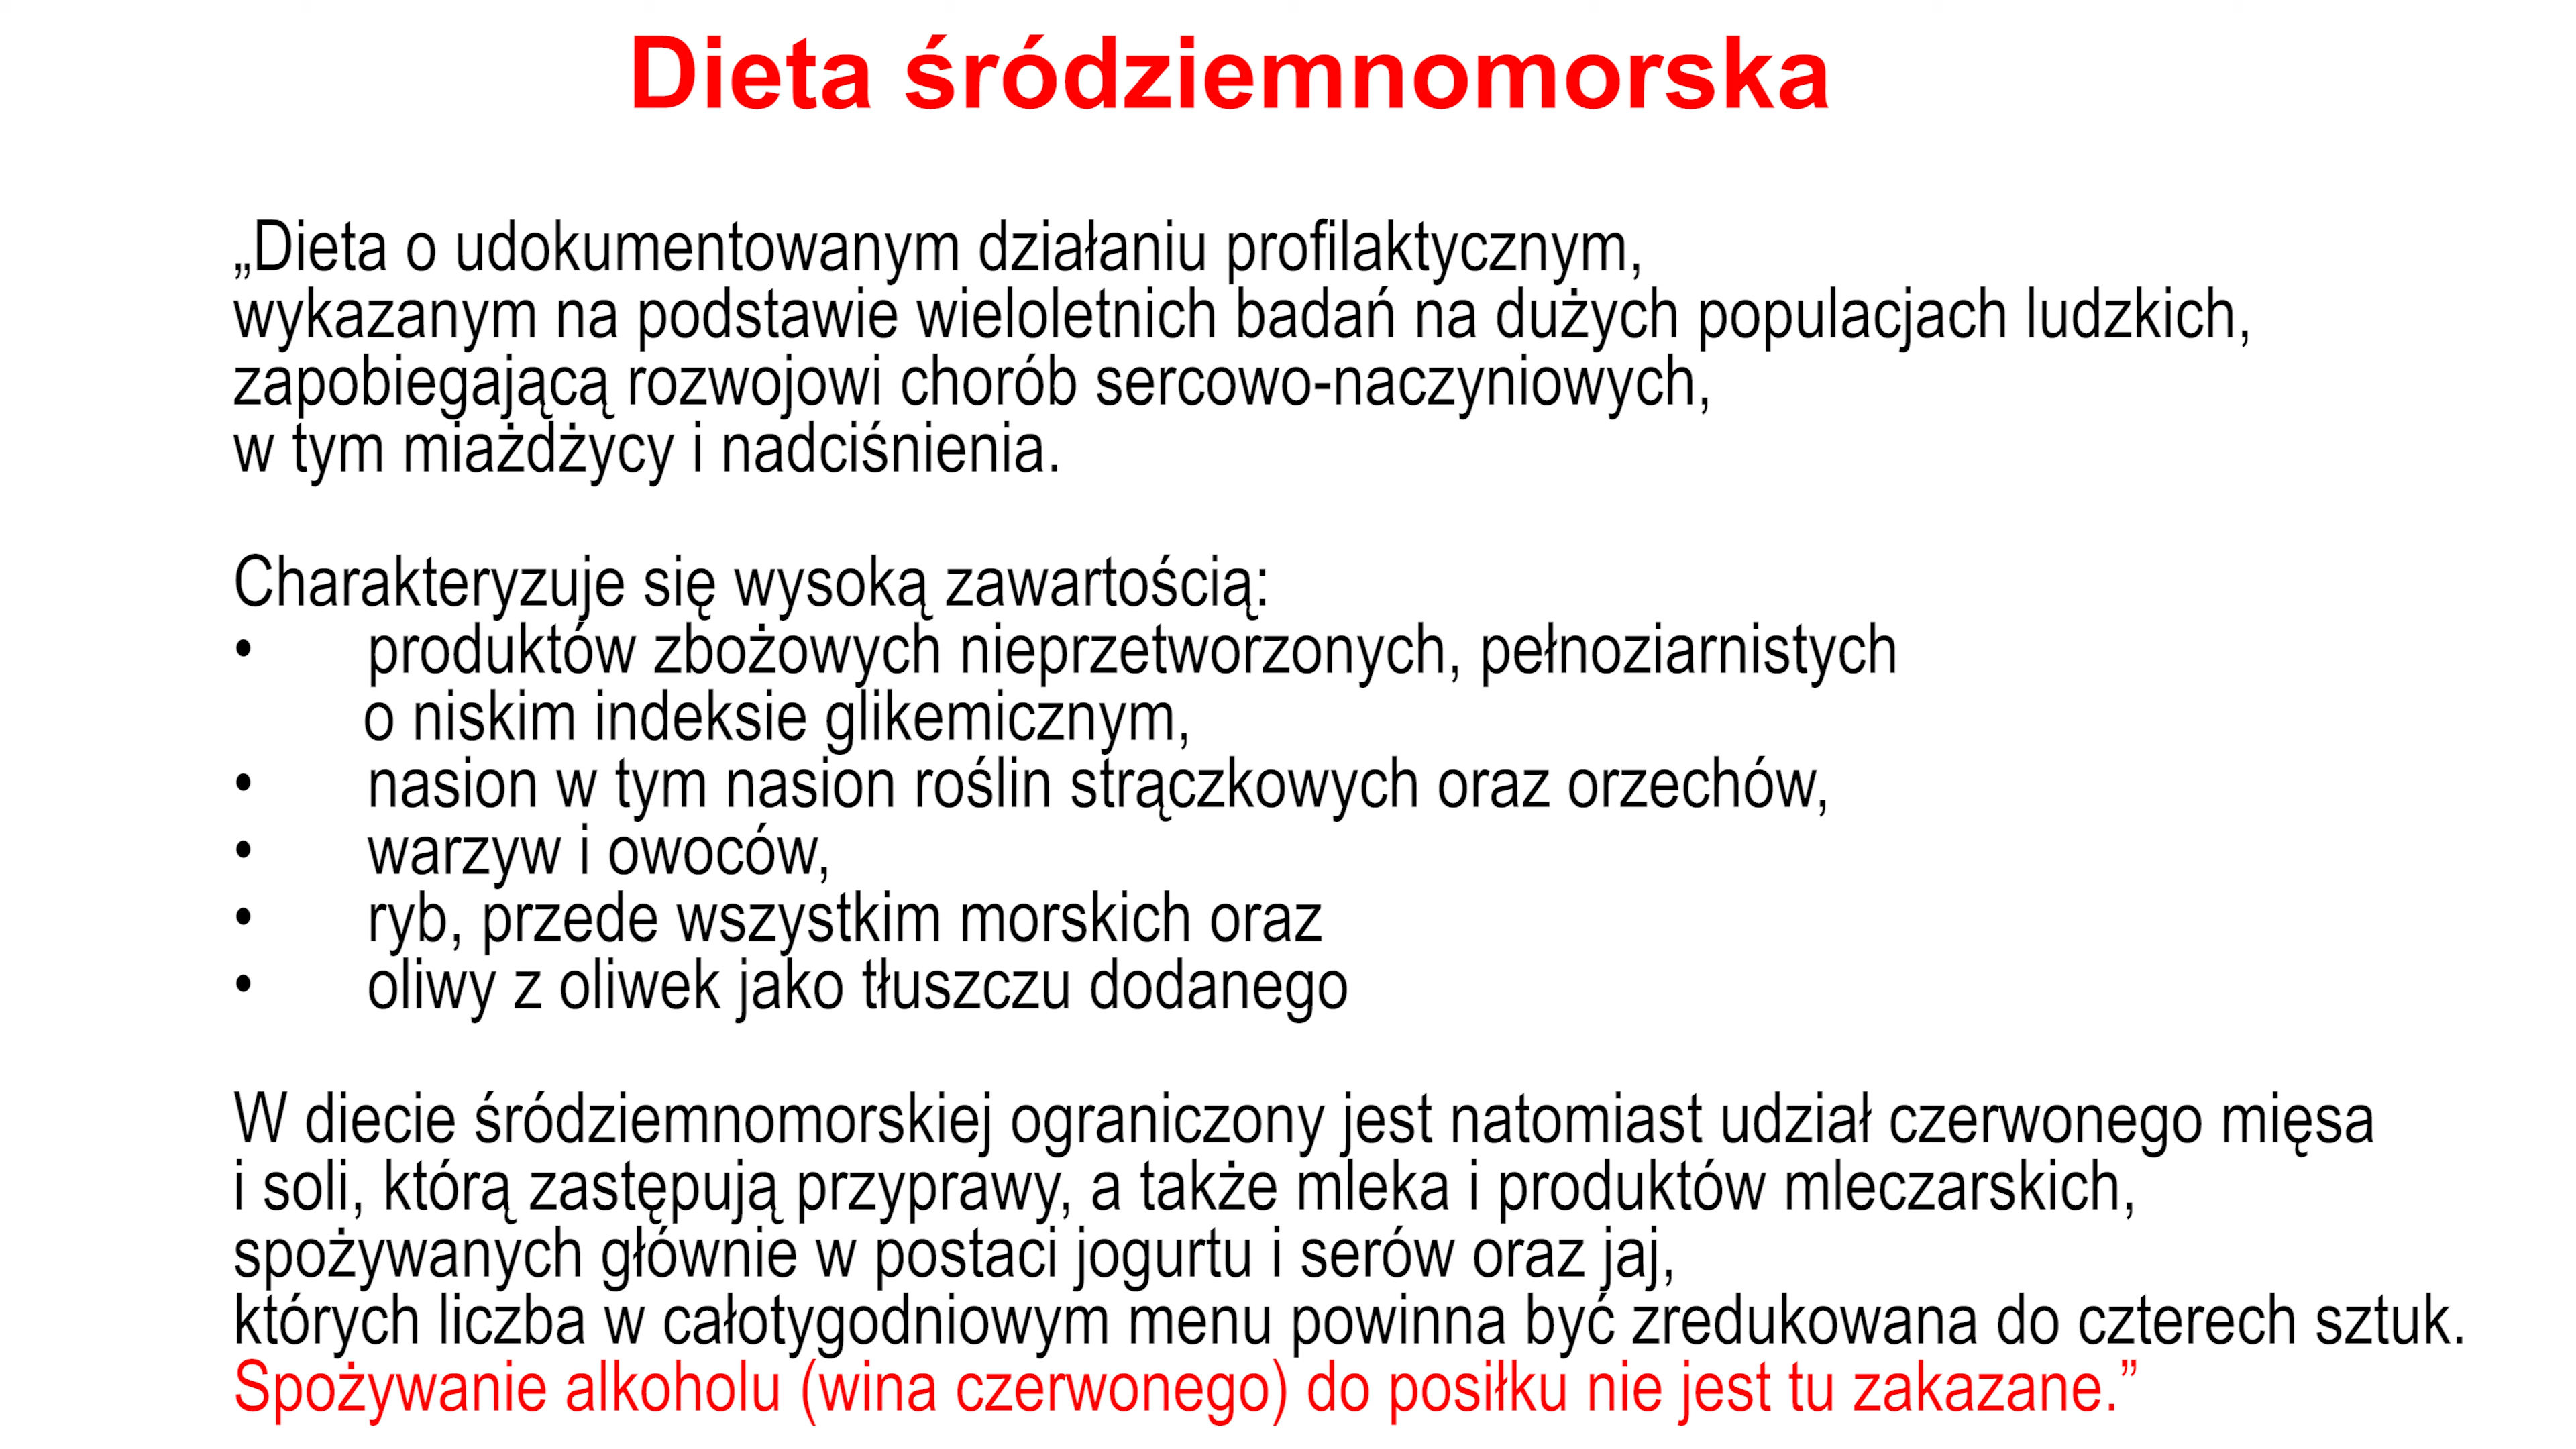 Dieta śródziemnomorska
„Dieta o udokumentowanym działaniu profilaktycznym,
wykazanym na podstawie wieloletnich badań na dużych populacjach ludzkich,
zapobiegającą rozwojowi chorób sercowo-naczyniowych,
w tym miażdżycy i nadciśnienia.
Charakteryzuje się wysoką zawartością:
• produktów zbożowych nieprzetworzonych, pełnoziarnistych
o niskim indeksie glikemicznym,
• nasion w tym nasion roślin strączkowych oraz orzechów,
• warzyw i owoców,
• ryb, przede wszystkim morskich oraz
• oliwy z oliwek jako tłuszczu dodanego
W diecie śródziemnomorskiej ograniczony jest natomiast udział czerwonego mięsa
i soli, którą zastępują przyprawy, a także mleka i produktów mleczarskich,
spożywanych głównie w postaci jogurtu i serów oraz jaj,
których liczba w całotygodniowym menu powinna być zredukowana do czterech sztuk.
Spożywanie alkoholu (wina czerwonego) do posiłku nie jest tu zakazane.”